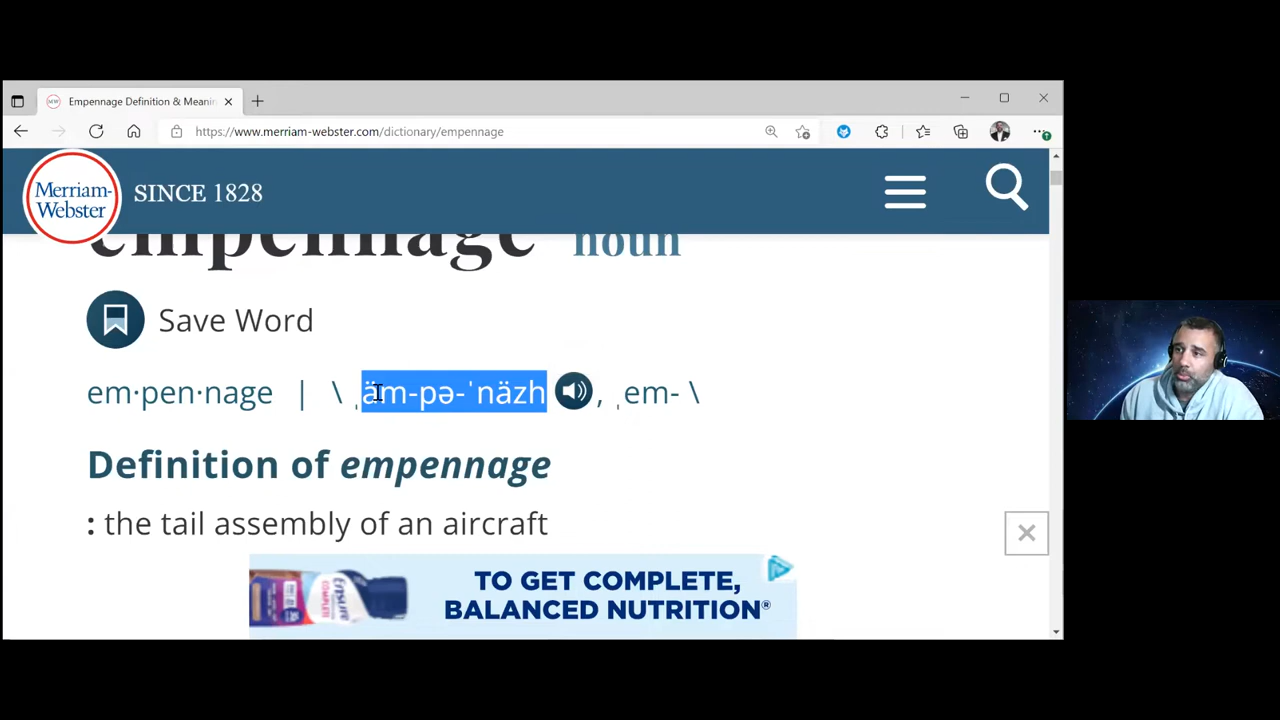 Empennage Definition & Meanin
https://www.merriam-webster.com/dictionary/empennage
Merriam-
Webster
SINCE 1828
empennage noun
Save Word
em·pen·nage | \ ˌäm-pə-ˈnäzh , ˌem- \
Definition of empennage
: the tail assembly of an aircraft
TO GET COMPLETE,
BALANCED NUTRITION®
Ensure
COMPLETE